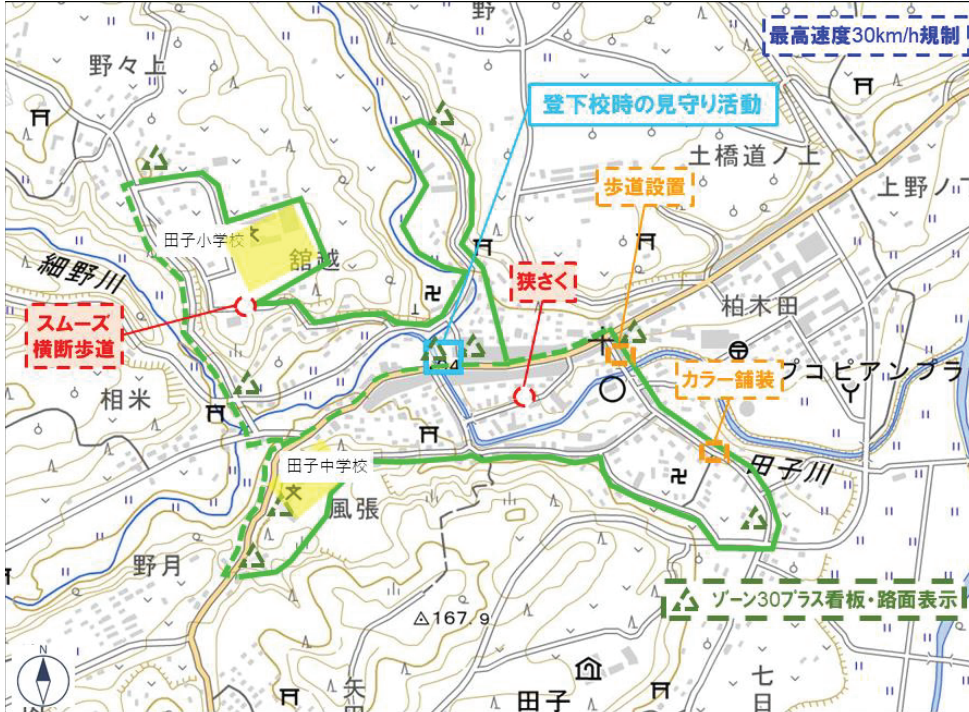 野
最高速度30km/h規制
野々上
登下校時の見守り活動
土橋道ノ上
上野ノ下
歩道設置
田子小学校
舘越
細野川
狭さく
柏木田
スムーズ
横断歩道
カラー舗装
プコピアンプラ
相米
田子中学校
田子川
風張
野月
ゾーン30プラス看板・路面表示
167.9
N
田子
七日